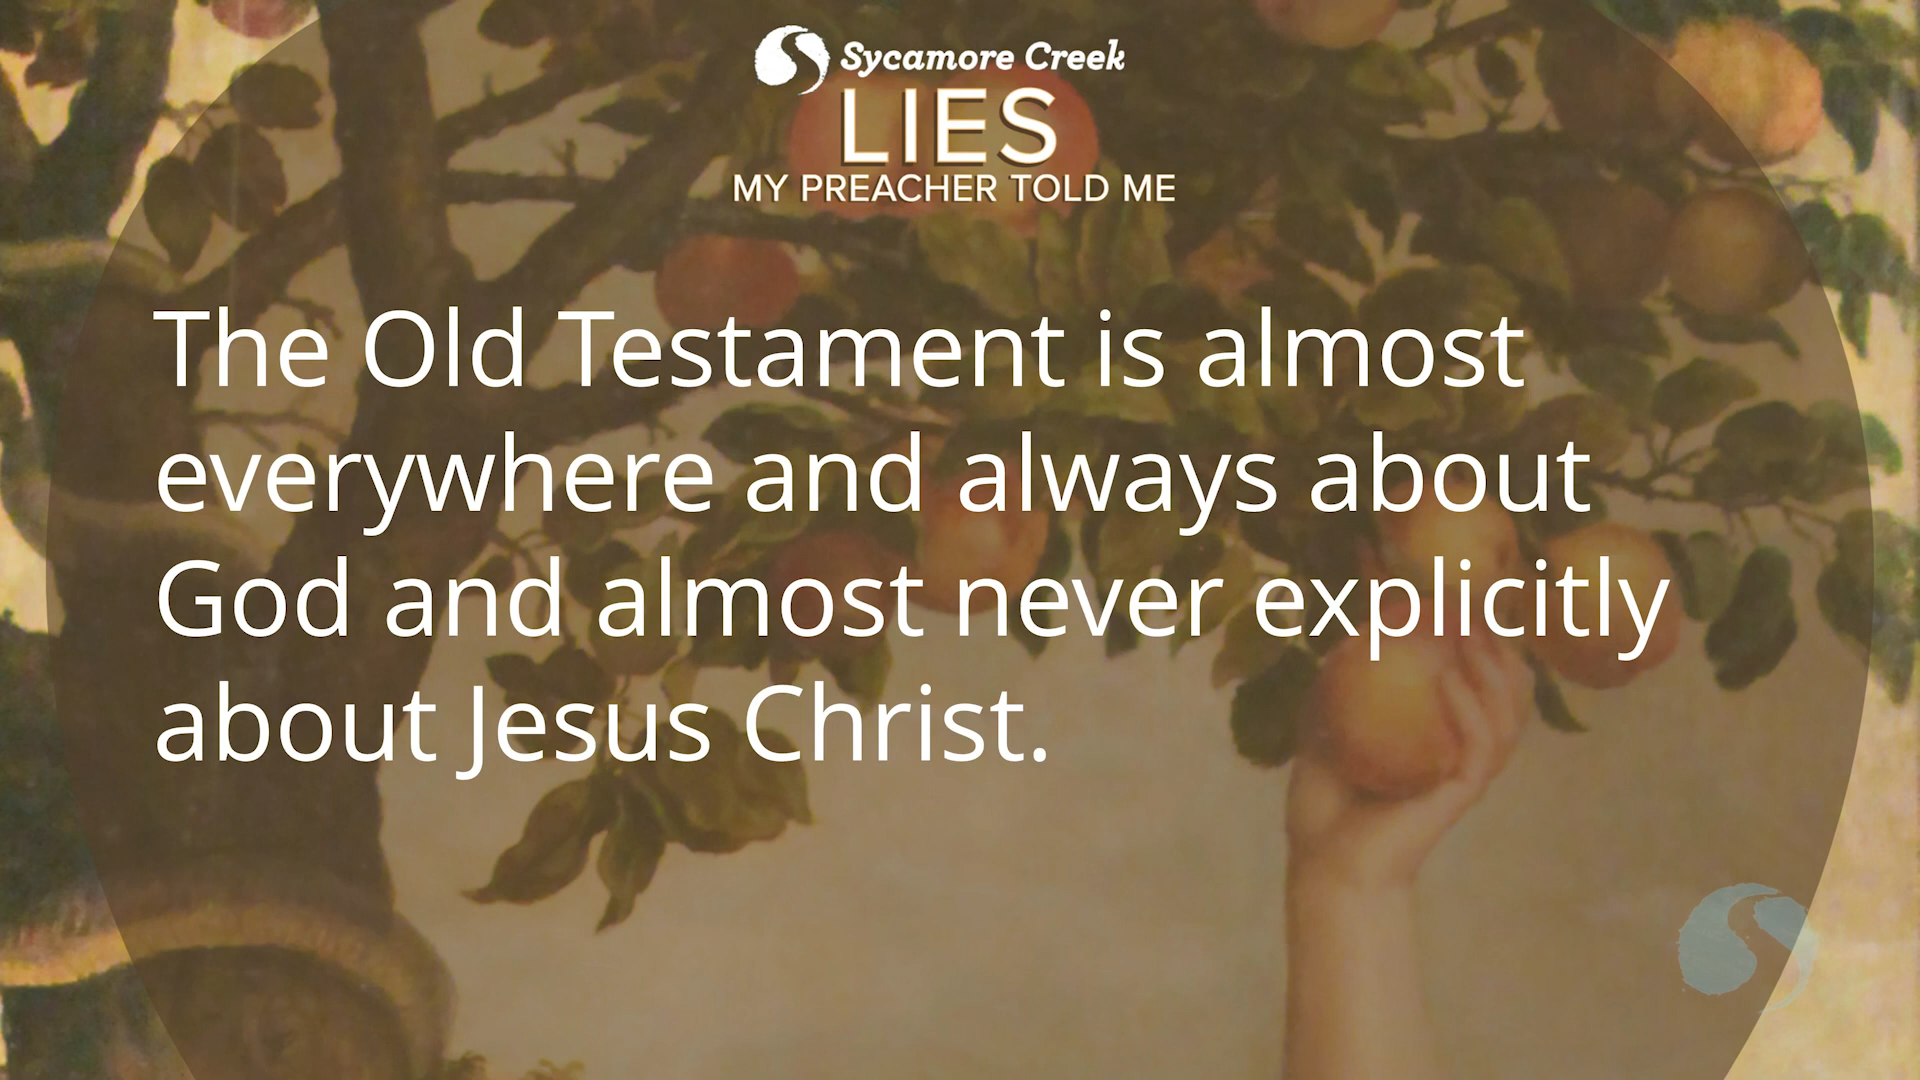 Sycamore Creek
LIES
MY PREACHER TOLD ME
The Old Testament is almost
everywhere and always about
God and almost never explicitly
about Jesus Christ.